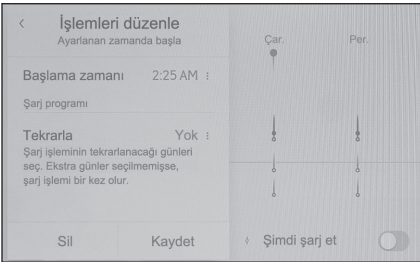 İşlemleri düzenle
Ayarlanan zamanda başla
Başlama zamanı 2:25 AM
Şarj programı
Tekrarla Yok
Şarj işleminin tekrarlanacağı günleri
seç. Ekstra günler seçilmemişse,
şarj işlemi bir kez olur.
Sil Kaydet
Çar. Per.
Şimdi şarj et